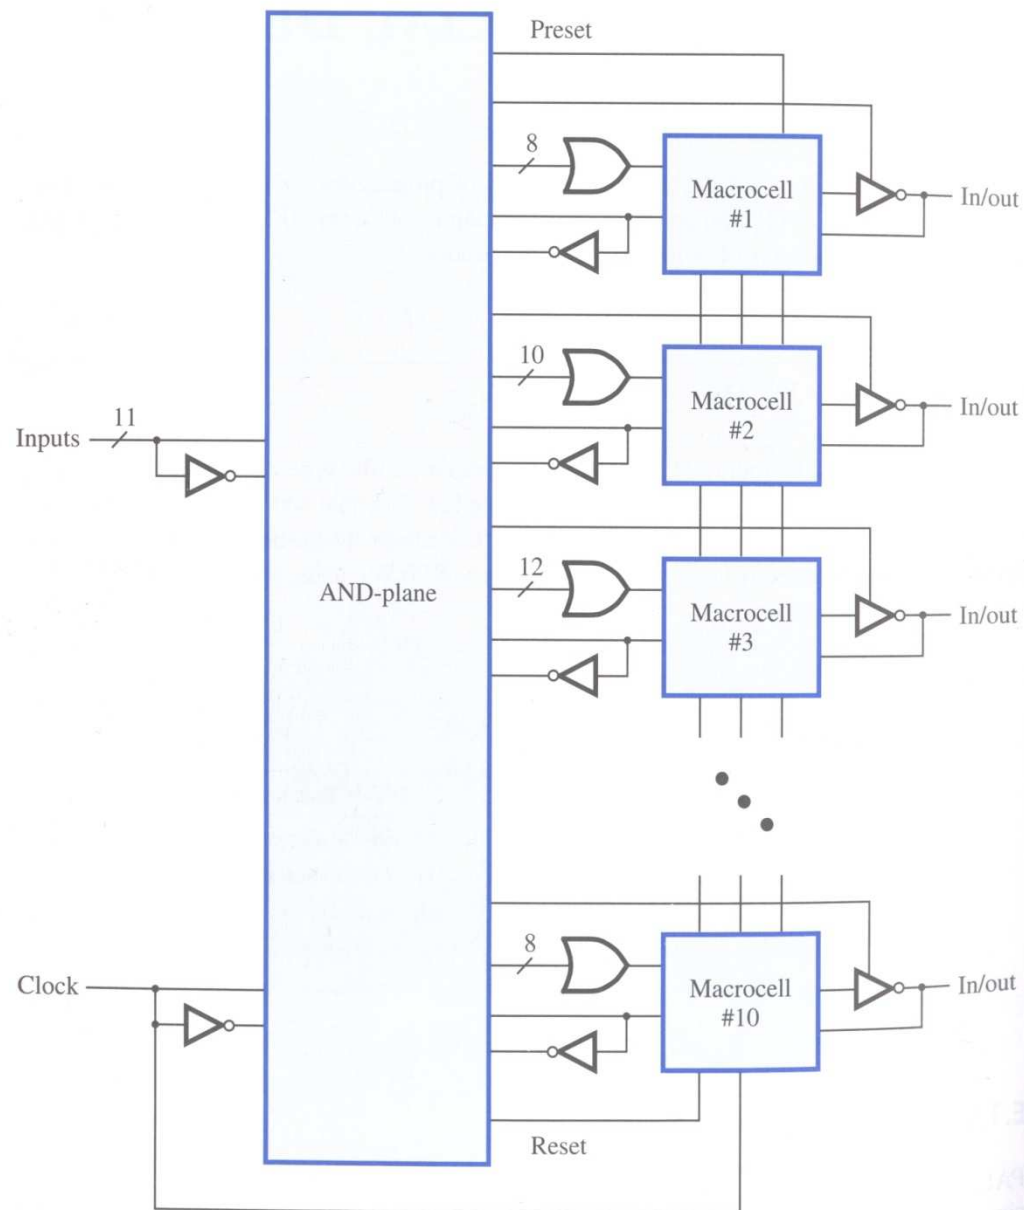 Preset
8
Macrocell
#1
In/out
10
Macrocell
#2
In/out
11
Inputs
12
AND-plane
Macrocell
#3
In/out
8
Clock
Macrocell
#10
In/out
Reset